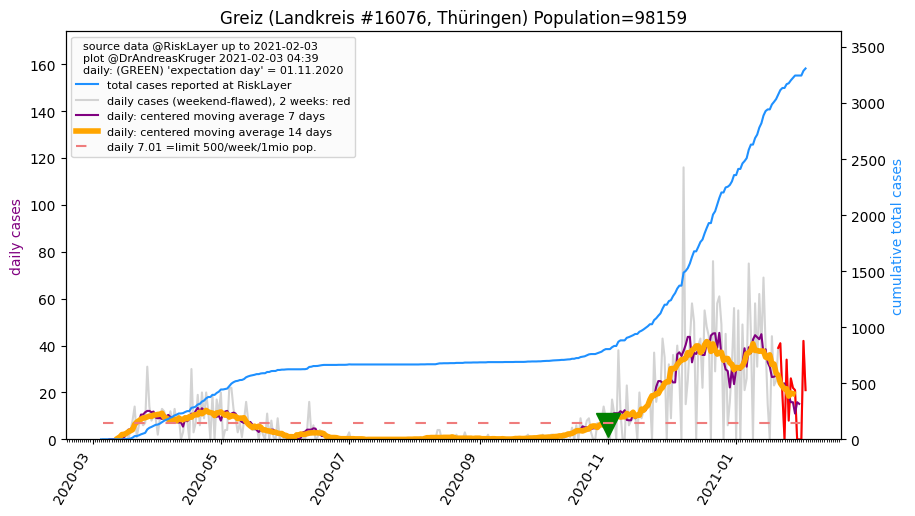 Greiz (Landkreis #16076, Thüringen) Population=98159
source data @RiskLayer up to 2021-02-03
plot @DrAndreasKruger 2021-02-03 04:39
daily: (GREEN) 'expectation day' = 01.11.2020
total cases reported at RiskLayer
daily cases (weekend-flawed), 2 weeks: red
daily: centered moving average 7 days
daily: centered moving average 14 days
daily 7.01 =limit 500/week/1mio pop.
daily cases
160
140
120
100
80
60
40
20
0
cumulative total cases
3500
3000
2500
2000
1500
1000
500
0
2020-03
2020-05
2020-07
2020-09
2020-11
2021-01